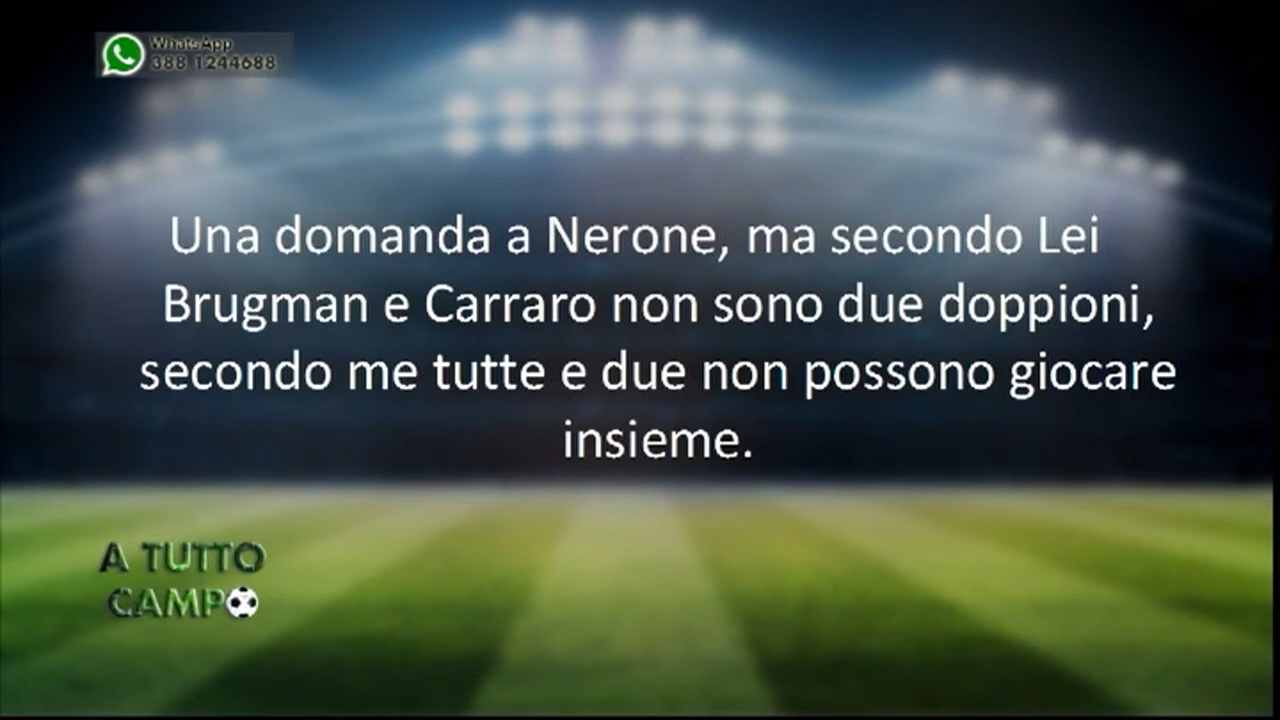 WhatsApp
388 1244688
Una domanda a Nerone, ma secondo Lei
Brugman e Carraro non sono due doppioni,
secondo me tutte e due non possono giocare
insieme.
A TUTTO
CAMPO